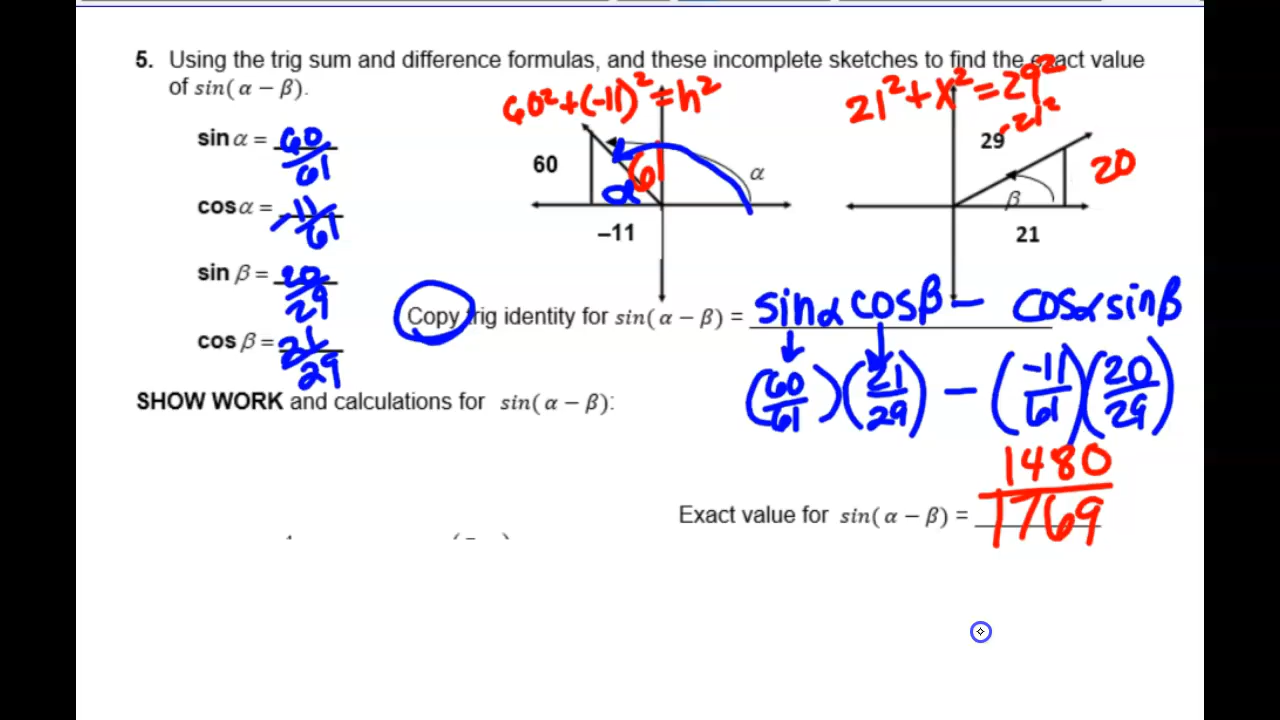 5. Using the trig sum and difference formulas, and these incomplete sketches to find the exact value
of sin(α − β).
60² + (-11)² = h²
21² + x² = 29²
-21²
sin α = 60/61
60
61
α
α
29
20
β
cos α = -11/61
–11
21
sin β = 20/29
Copy trig identity for sin(α − β) = sinα cosβ - cosα sinβ
cos β = 21/29
(60/61)(21/29) - (-11/61)(20/29)
SHOW WORK and calculations for sin(α − β):
Exact value for sin(α − β) = 1480/1769